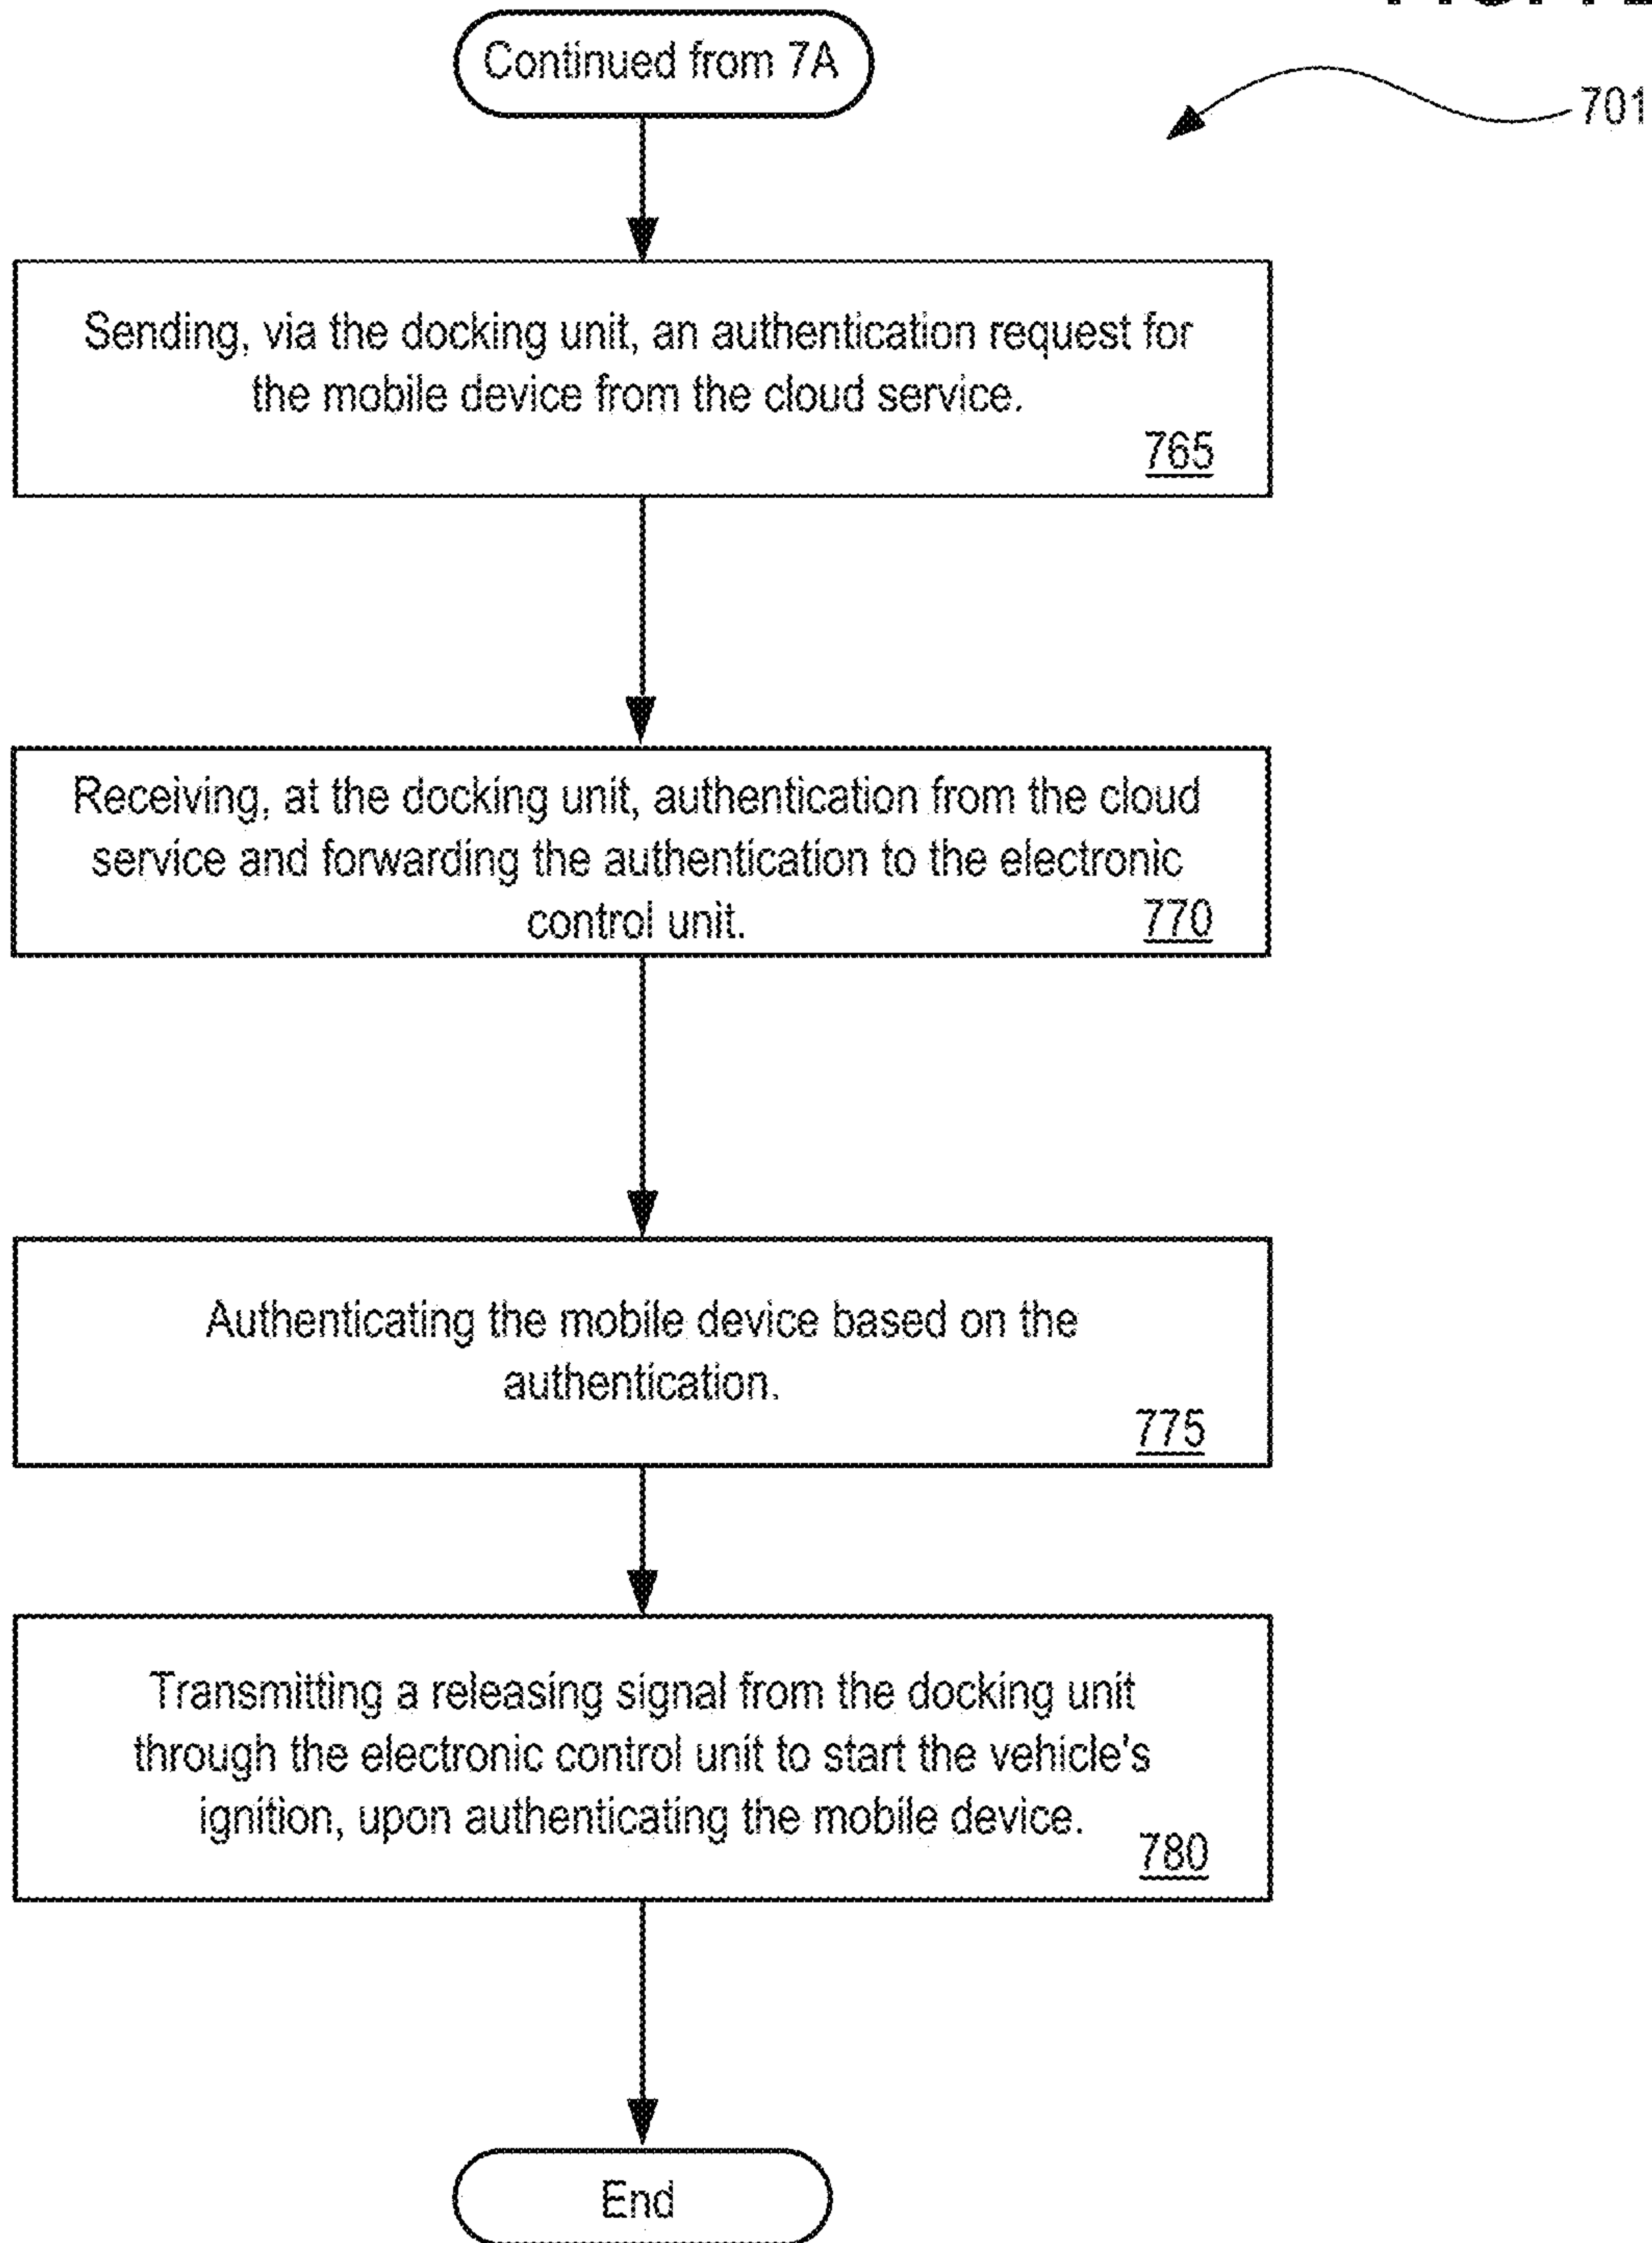 Continued from 7A
701
Sending, via the docking unit, an authentication request for
the mobile device from the cloud service.
765
Receiving, at the docking unit, authentication from the cloud
service and forwarding the authentication to the electronic
control unit.
770
Authenticating the mobile device based on the
authentication.
775
Transmitting a releasing signal from the docking unit
through the electronic control unit to start the vehicle's
ignition, upon authenticating the mobile device.
780
End